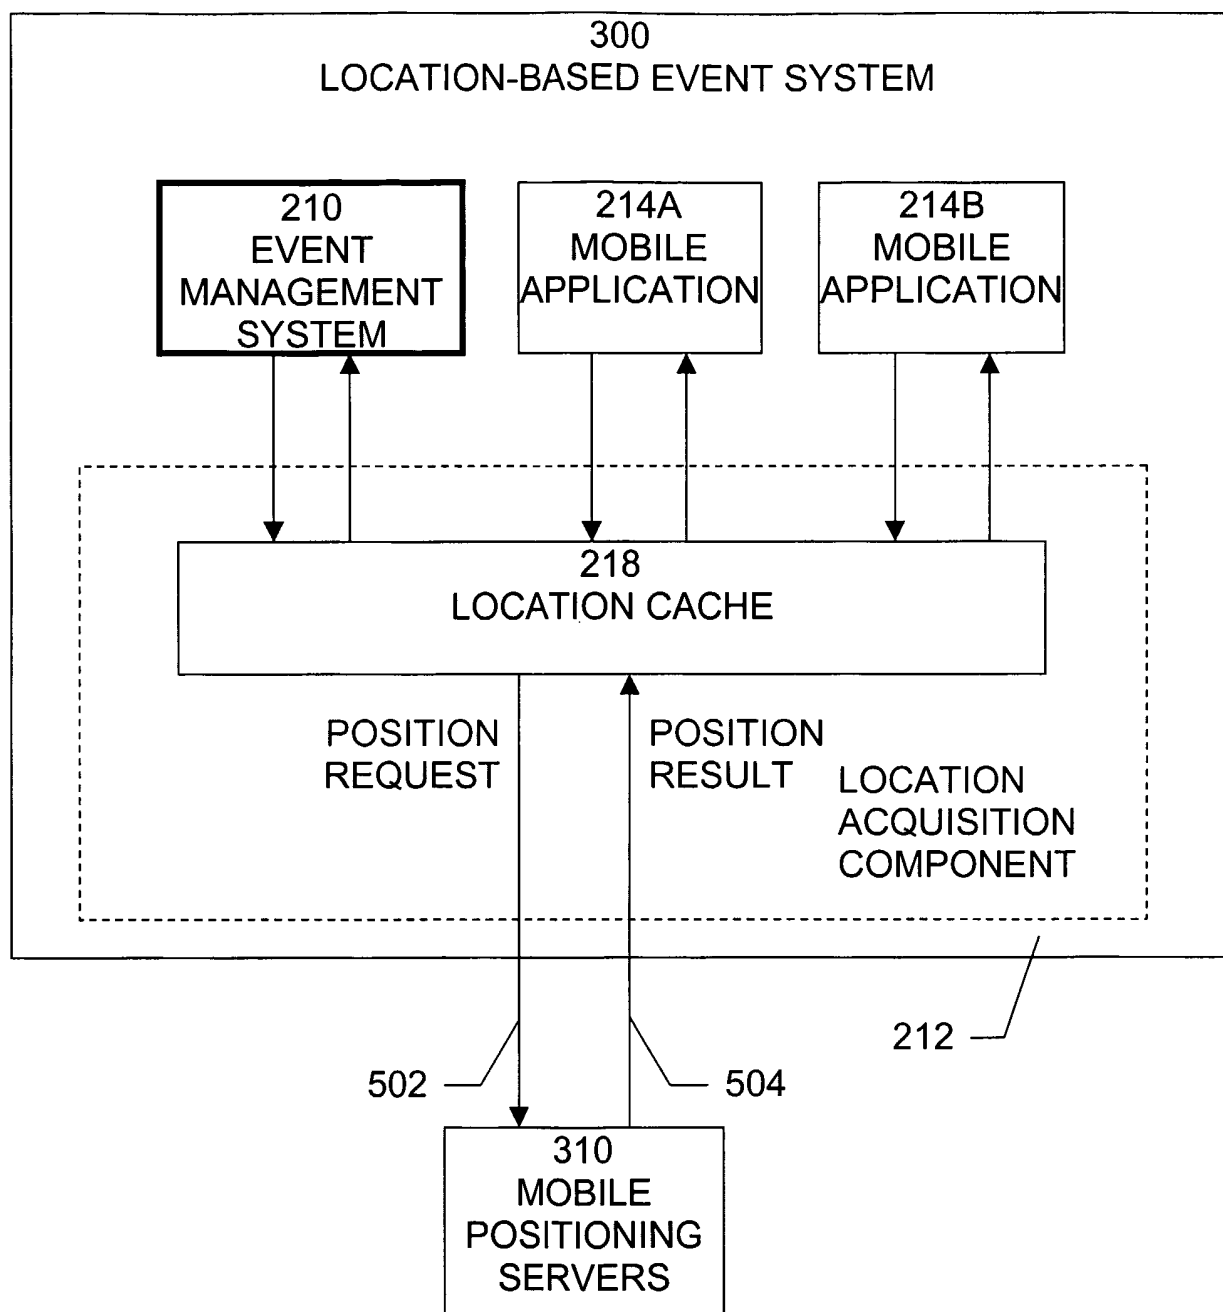 300
LOCATION-BASED EVENT SYSTEM
210
EVENT
MANAGEMENT
SYSTEM
214A
MOBILE
APPLICATION
214B
MOBILE
APPLICATION
218
LOCATION CACHE
POSITION
REQUEST
POSITION
RESULT
LOCATION
ACQUISITION
COMPONENT
212
502
504
310
MOBILE
POSITIONING
SERVERS